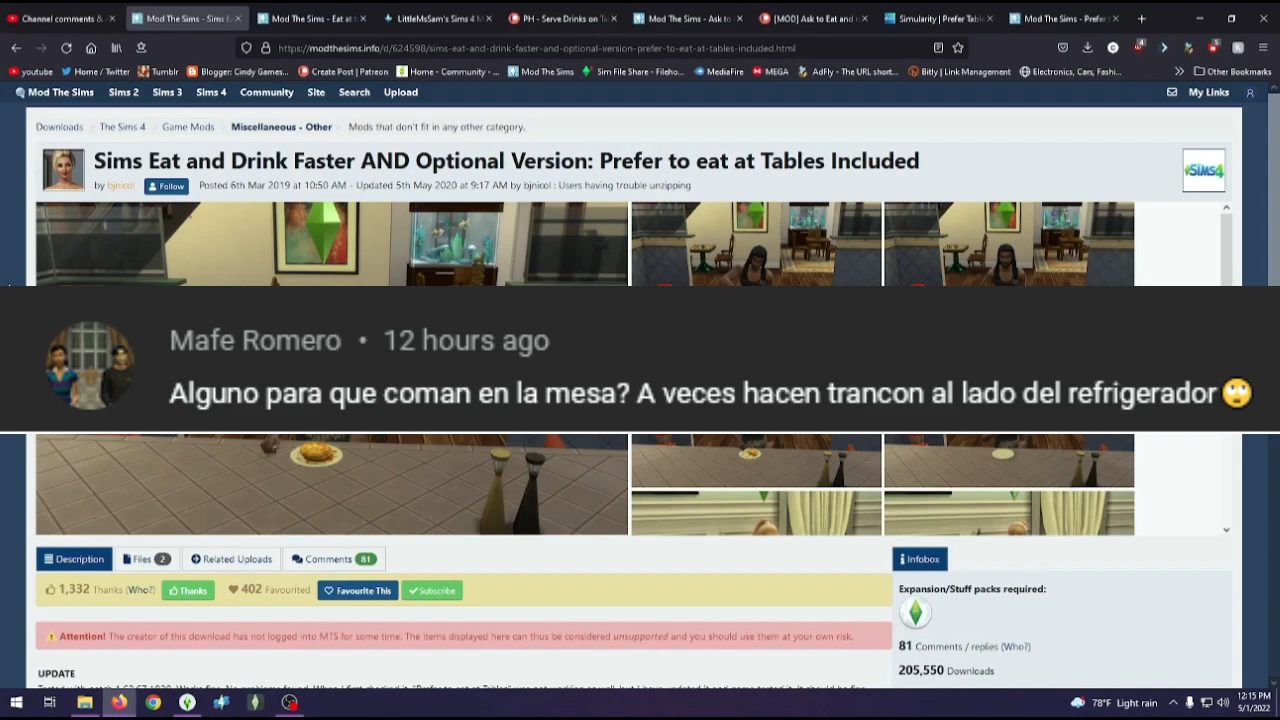 Channel comments &
Mod The Sims - Sims E
Mod The Sims - Eat at
LittleMsSam's Sims 4 M
PH - Serve Drinks on Ta
Mod The Sims - Ask to
[MOD] Ask to Eat and
Simularity | Prefer Table
Mod The Sims - Prefer
https://modthesims.info/d/624598/sims-eat-and-drink-faster-and-optional-version-prefer-to-eat-at-tables-included.html
youtube
Home / Twitter
Tumblr
Blogger: Cindy Games...
Create Post | Patreon
Home - Community - ...
Mod The Sims
Sim File Share - Fileho...
MediaFire
MEGA
AdFly - The URL short...
Bitly | Link Management
Electronics, Cars, Fashi...
Other Bookmarks
Mod The Sims Sims 2 Sims 3 Sims 4 Community Site Search Upload My Links
Downloads The Sims 4 Game Mods Miscellaneous - Other Mods that don't fit in any other category.
Sims Eat and Drink Faster AND Optional Version: Prefer to eat at Tables Included
by bjnicol Follow Posted 6th Mar 2019 at 10:50 AM - Updated 5th May 2020 at 9:17 AM by bjnicol : Users having trouble unzipping
SIMS4
Mafe Romero • 12 hours ago
Alguno para que coman en la mesa? A veces hacen trancon al lado del refrigerador🙄
Description Files 2 Related Uploads Comments 81
1,332 Thanks (Who?) Thanks 402 Favourited Favourite This Subscribe
Attention! The creator of this download has not logged into MTS for some time. The items displayed here can thus be considered unsupported and you should use them at your own risk.
UPDATE
Infobox
Expansion/Stuff packs required:
81 Comments / replies (Who?)
205,550 Downloads
78°F Light rain
12:15 PM
5/1/2022